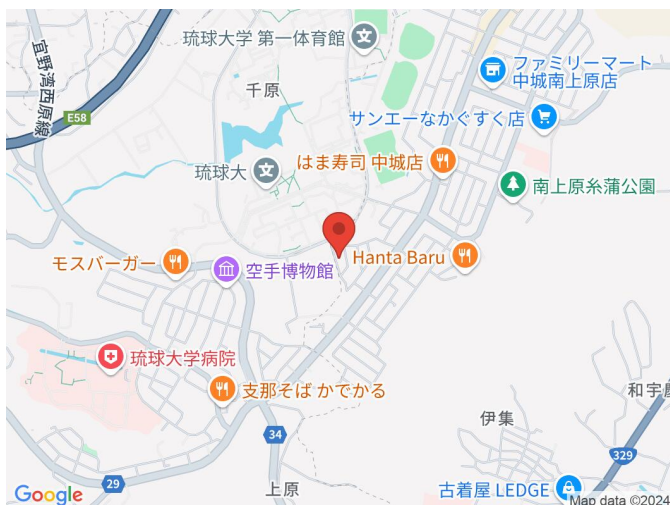 琉球大学 第一体育館
宜野湾西原線
千原
ファミリーマート
中城南上原店
E58
サンエーなかぐすく店
琉球大
はま寿司 中城店
南上原糸蒲公園
モスバーガー
空手博物館
Hanta Baru
琉球大学病院
支那そば かでかる
和宇慶
伊集
34
329
29
上原
古着屋 LEDGE
Google
Map data ©2024